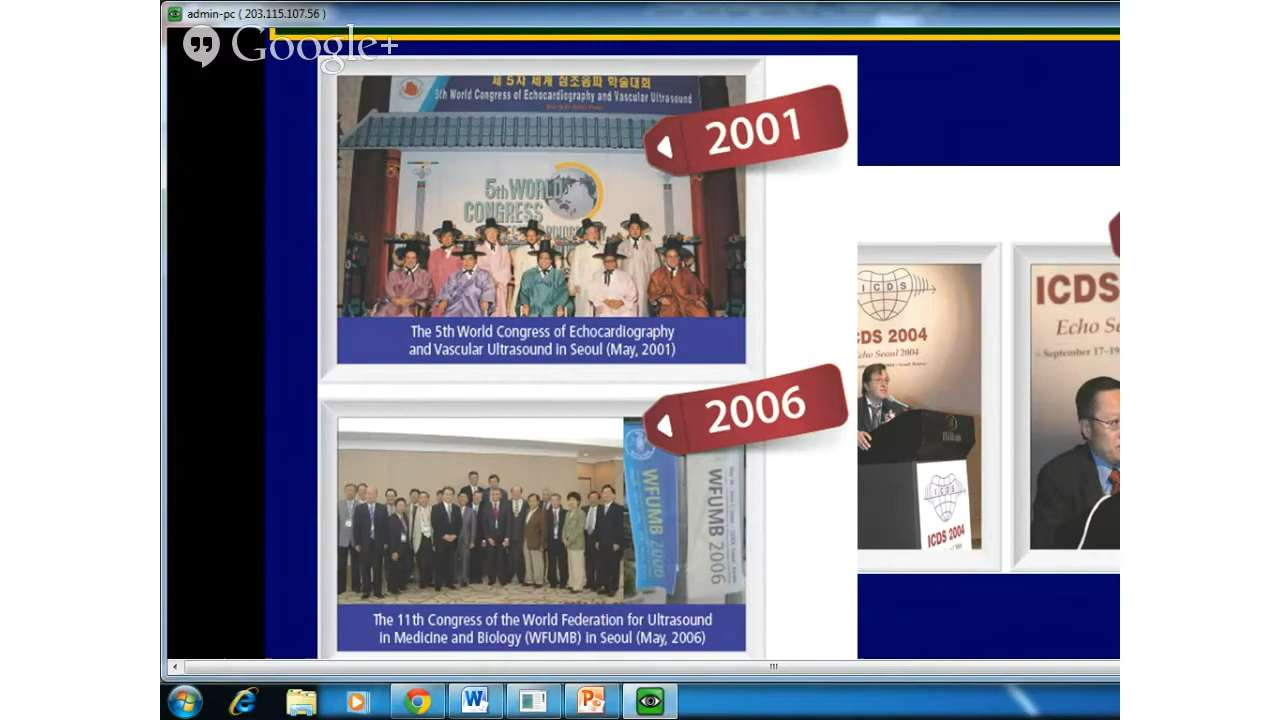 admin-pc ( 203.115.107.56 )
Google+
제 5차 세계 심초음파 학술대회
5th World Congress of Echocardiography and Vascular Ultrasound
5TH WORLD
CONGRESS
2001
The 5th World Congress of Echocardiography
and Vascular Ultrasound in Seoul (May, 2001)
2006
WFUMB 2006
WFUMB 2006
The 11th Congress of the World Federation for Ultrasound
in Medicine and Biology (WFUMB) in Seoul (May, 2006)
ICDS
CDS 2004
Echo Seoul 2004
Hilton
ICDS
ICDS 2004
ICDS
Echo Se
September 17-19